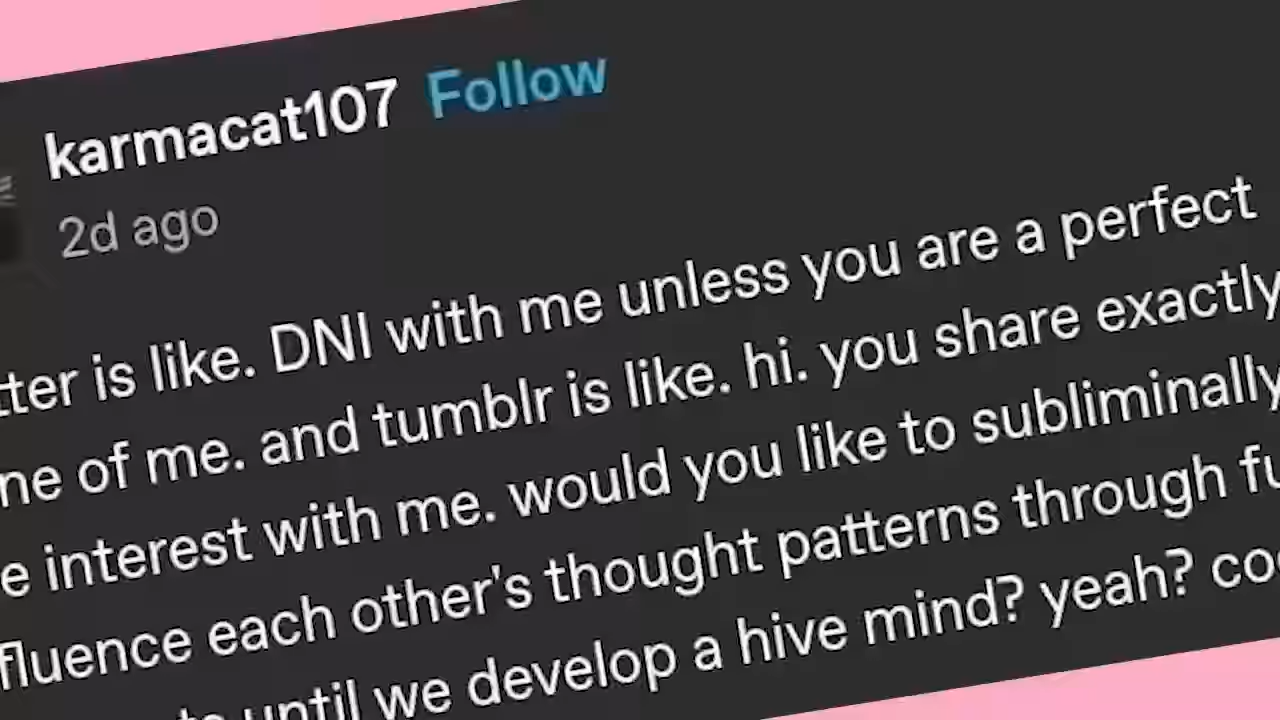 karmacat107 Follow
2d ago
tter is like. DNI with me unless you are a perfect
ne of me. and tumblr is like. hi. you share exactly
e interest with me. would you like to subliminally
fluence each other's thought patterns through fu
until we develop a hive mind? yeah? coo